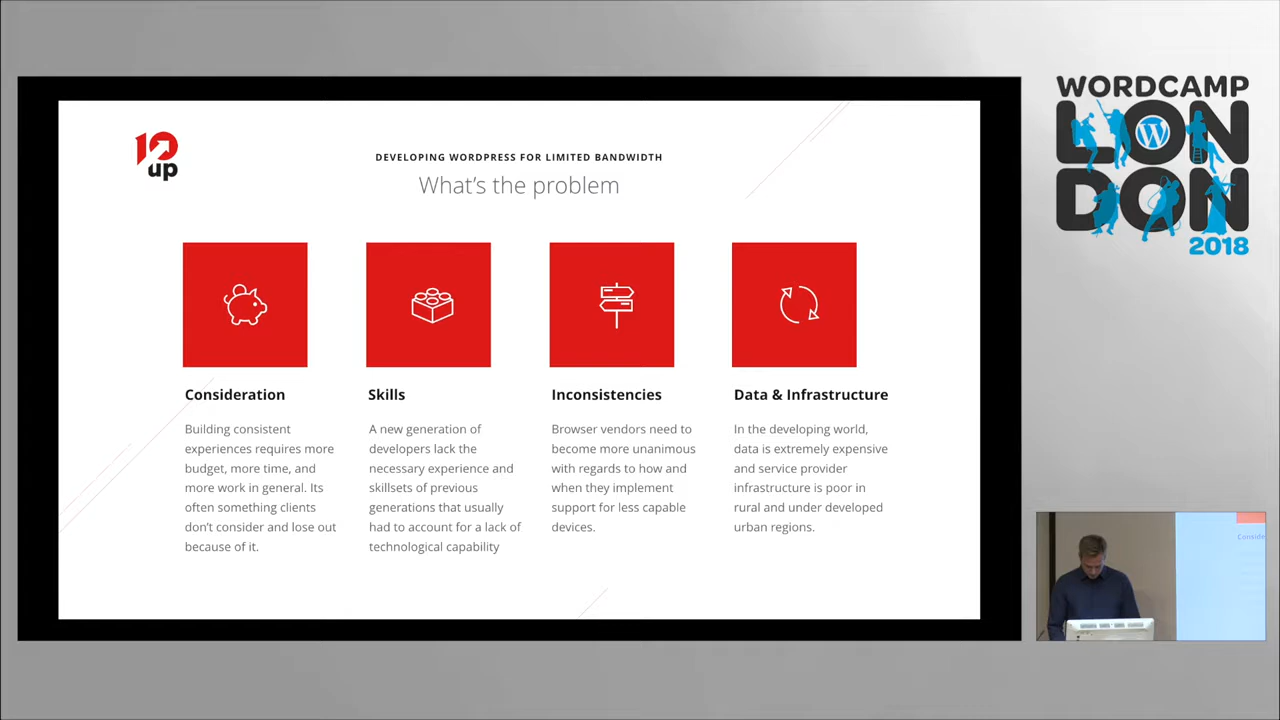 10
up
DEVELOPING WORDPRESS FOR LIMITED BANDWIDTH
What's the problem
Consideration
Building consistent
experiences requires more
budget, more time, and
more work in general. Its
often something clients
don't consider and lose out
because of it.
Skills
A new generation of
developers lack the
necessary experience and
skillsets of previous
generations that usually
had to account for a lack of
technological capability
Inconsistencies
Browser vendors need to
become more unanimous
with regards to how and
when they implement
support for less capable
devices.
Data & Infrastructure
In the developing world,
data is extremely expensive
and service provider
infrastructure is poor in
rural and under developed
urban regions.
WORDCAMP
LON
DON
2018
Conside